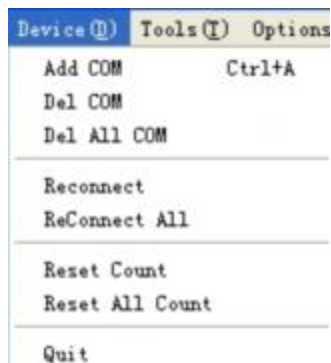 Device(D) Tools(T) Options
Add COM Ctrl+A
Del COM
Del All COM
Reconnect
ReConnect All
Reset Count
Reset All Count
Quit